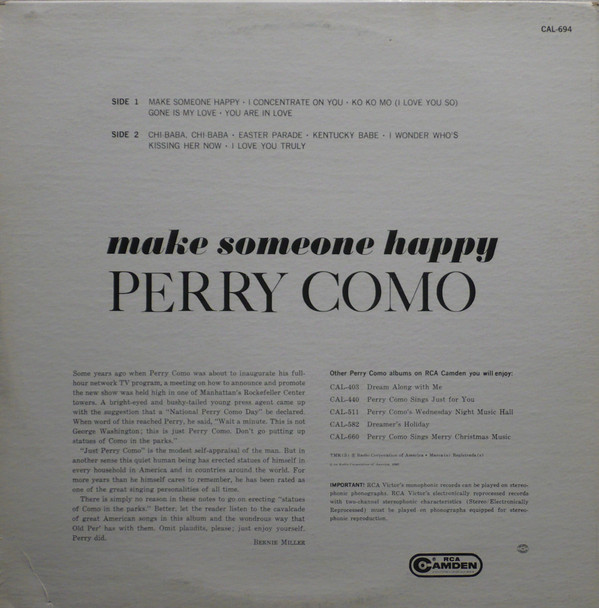 CAL-694
SIDE 1 MAKE SOMEONE HAPPY • I CONCENTRATE ON YOU • KO KO MO (I LOVE YOU SO)
GONE IS MY LOVE • YOU ARE IN LOVE
SIDE 2 CHI-BABA, CHI-BABA • EASTER PARADE • KENTUCKY BABE • I WONDER WHO'S
KISSING HER NOW • I LOVE YOU TRULY
make someone happy
PERRY COMO
Some years ago when Perry Como was about to inaugurate his full-
hour network TV program, a meeting on how to announce and promote
the new show was held high in one of Manhattan's Rockefeller Center
towers. A bright-eyed and bushy-tailed young press agent came up
with the suggestion that a "National Perry Como Day" be declared.
When word of this reached Perry, he said, "Wait a minute. This is not
George Washington; this is just Perry Como. Don't go putting up
statues of Como in the parks."
"Just Perry Como" is the modest self-appraisal of the man. But in
another sense this quiet human being has erected statues of himself in
every household in America and in countries around the world. For
more years than he himself cares to remember, he has been rated as
one of the great singing personalities of all time.
There is simply no reason in these notes to go on erecting "statues
of Como in the parks." Better, let the reader listen to the cavalcade
of great American songs in this album and the wondrous way that
Old Per' has with them. Omit plaudits, please; just enjoy yourself.
Perry did.
BERNIE MILLER
Other Perry Como albums on RCA Camden you will enjoy:
CAL-403 Dream Along with Me
CAL-440 Perry Como Sings Just for You
CAL-511 Perry Como's Wednesday Night Music Hall
CAL-582 Dreamer's Holiday
CAL-660 Perry Como Sings Merry Christmas Music
TMK(S) ® Radio Corporation of America • Marca(s) Registrada(s)
Radio Corporation of America,
IMPORTANT! RCA Victor's monophonic records can be played on stereo-
phonic phonographs. RCA Victor's electronically reprocessed records
with two-channel stereophonic characteristics (Stereo Electronically
Reprocessed) must be played on phonographs equipped for stereo-
phonic reproduction.
RCA
CAMDEN